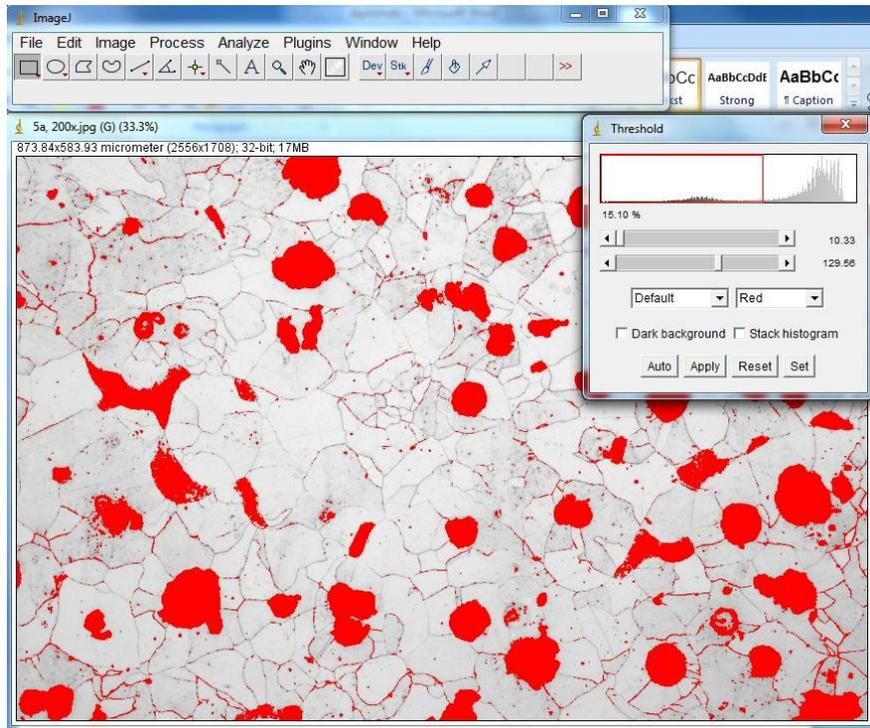 ImageJ
File Edit Image Process Analyze Plugins Window Help
Dev Stk A >>
AaBbCcDdE AaBbCc
Strong ¶ Caption
5a, 200x.jpg (G) (33.3%)
873.84x583.93 micrometer (2556x1708); 32-bit; 17MB
Threshold
15.10 %
10.33
129.56
Default Red
Dark background Stack histogram
Auto Apply Reset Set